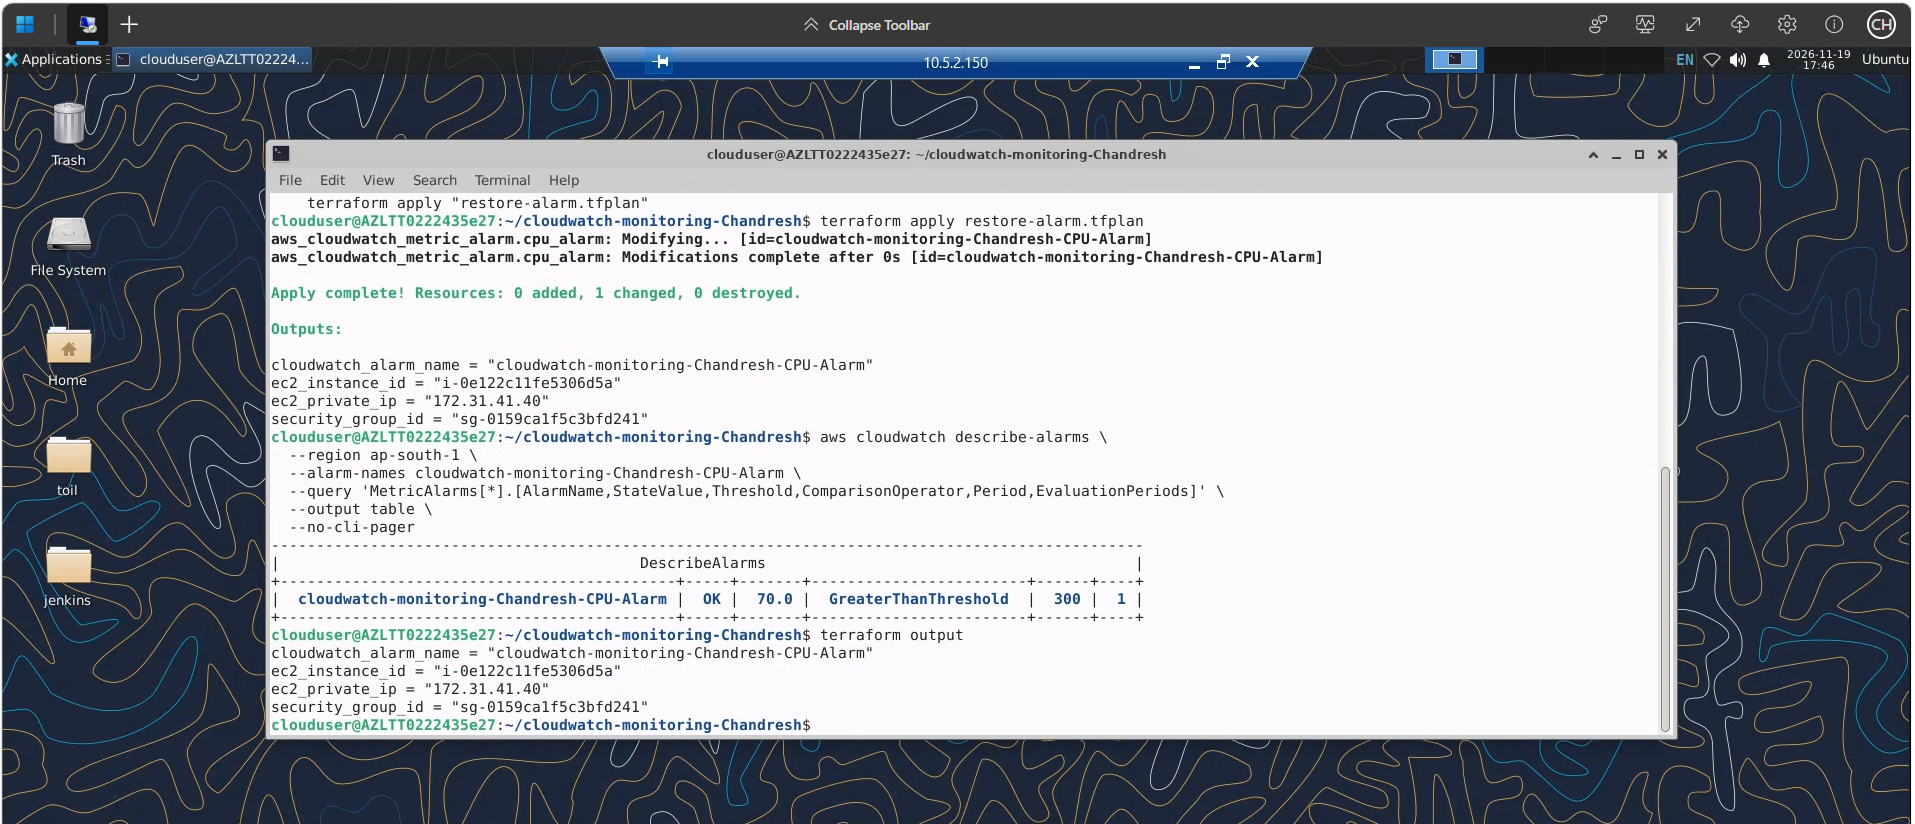 Collapse Toolbar
CH
Applications
clouduser@AZLTT02224...
10.5.2.150
EN
2026-11-19
17:46
Ubuntu
Trash
File System
Home
toil
jenkins
clouduser@AZLTT0222435e27: ~/cloudwatch-monitoring-Chandresh
File Edit View Search Terminal Help
    terraform apply "restore-alarm.tfplan"
clouduser@AZLTT0222435e27:~/cloudwatch-monitoring-Chandresh$ terraform apply restore-alarm.tfplan
aws_cloudwatch_metric_alarm.cpu_alarm: Modifying... [id=cloudwatch-monitoring-Chandresh-CPU-Alarm]
aws_cloudwatch_metric_alarm.cpu_alarm: Modifications complete after 0s [id=cloudwatch-monitoring-Chandresh-CPU-Alarm]
Apply complete! Resources: 0 added, 1 changed, 0 destroyed.
Outputs:
cloudwatch_alarm_name = "cloudwatch-monitoring-Chandresh-CPU-Alarm"
ec2_instance_id = "i-0e122c11fe5306d5a"
ec2_private_ip = "172.31.41.40"
security_group_id = "sg-0159ca1f5c3bfd241"
clouduser@AZLTT0222435e27:~/cloudwatch-monitoring-Chandresh$ aws cloudwatch describe-alarms \
  --region ap-south-1 \
  --alarm-names cloudwatch-monitoring-Chandresh-CPU-Alarm \
  --query 'MetricAlarms[*].[AlarmName,StateValue,Threshold,ComparisonOperator,Period,EvaluationPeriods]' \
  --output table \
  --no-cli-pager
------------------------------------------------------------------------------------------------
|                                        DescribeAlarms                                         |
+--------------------------------------------+-----+-------+------------------------+------+----+
|  cloudwatch-monitoring-Chandresh-CPU-Alarm |  OK |  70.0 |  GreaterThanThreshold  |  300 |  1 |
+--------------------------------------------+-----+-------+------------------------+------+----+
clouduser@AZLTT0222435e27:~/cloudwatch-monitoring-Chandresh$ terraform output
cloudwatch_alarm_name = "cloudwatch-monitoring-Chandresh-CPU-Alarm"
ec2_instance_id = "i-0e122c11fe5306d5a"
ec2_private_ip = "172.31.41.40"
security_group_id = "sg-0159ca1f5c3bfd241"
clouduser@AZLTT0222435e27:~/cloudwatch-monitoring-Chandresh$